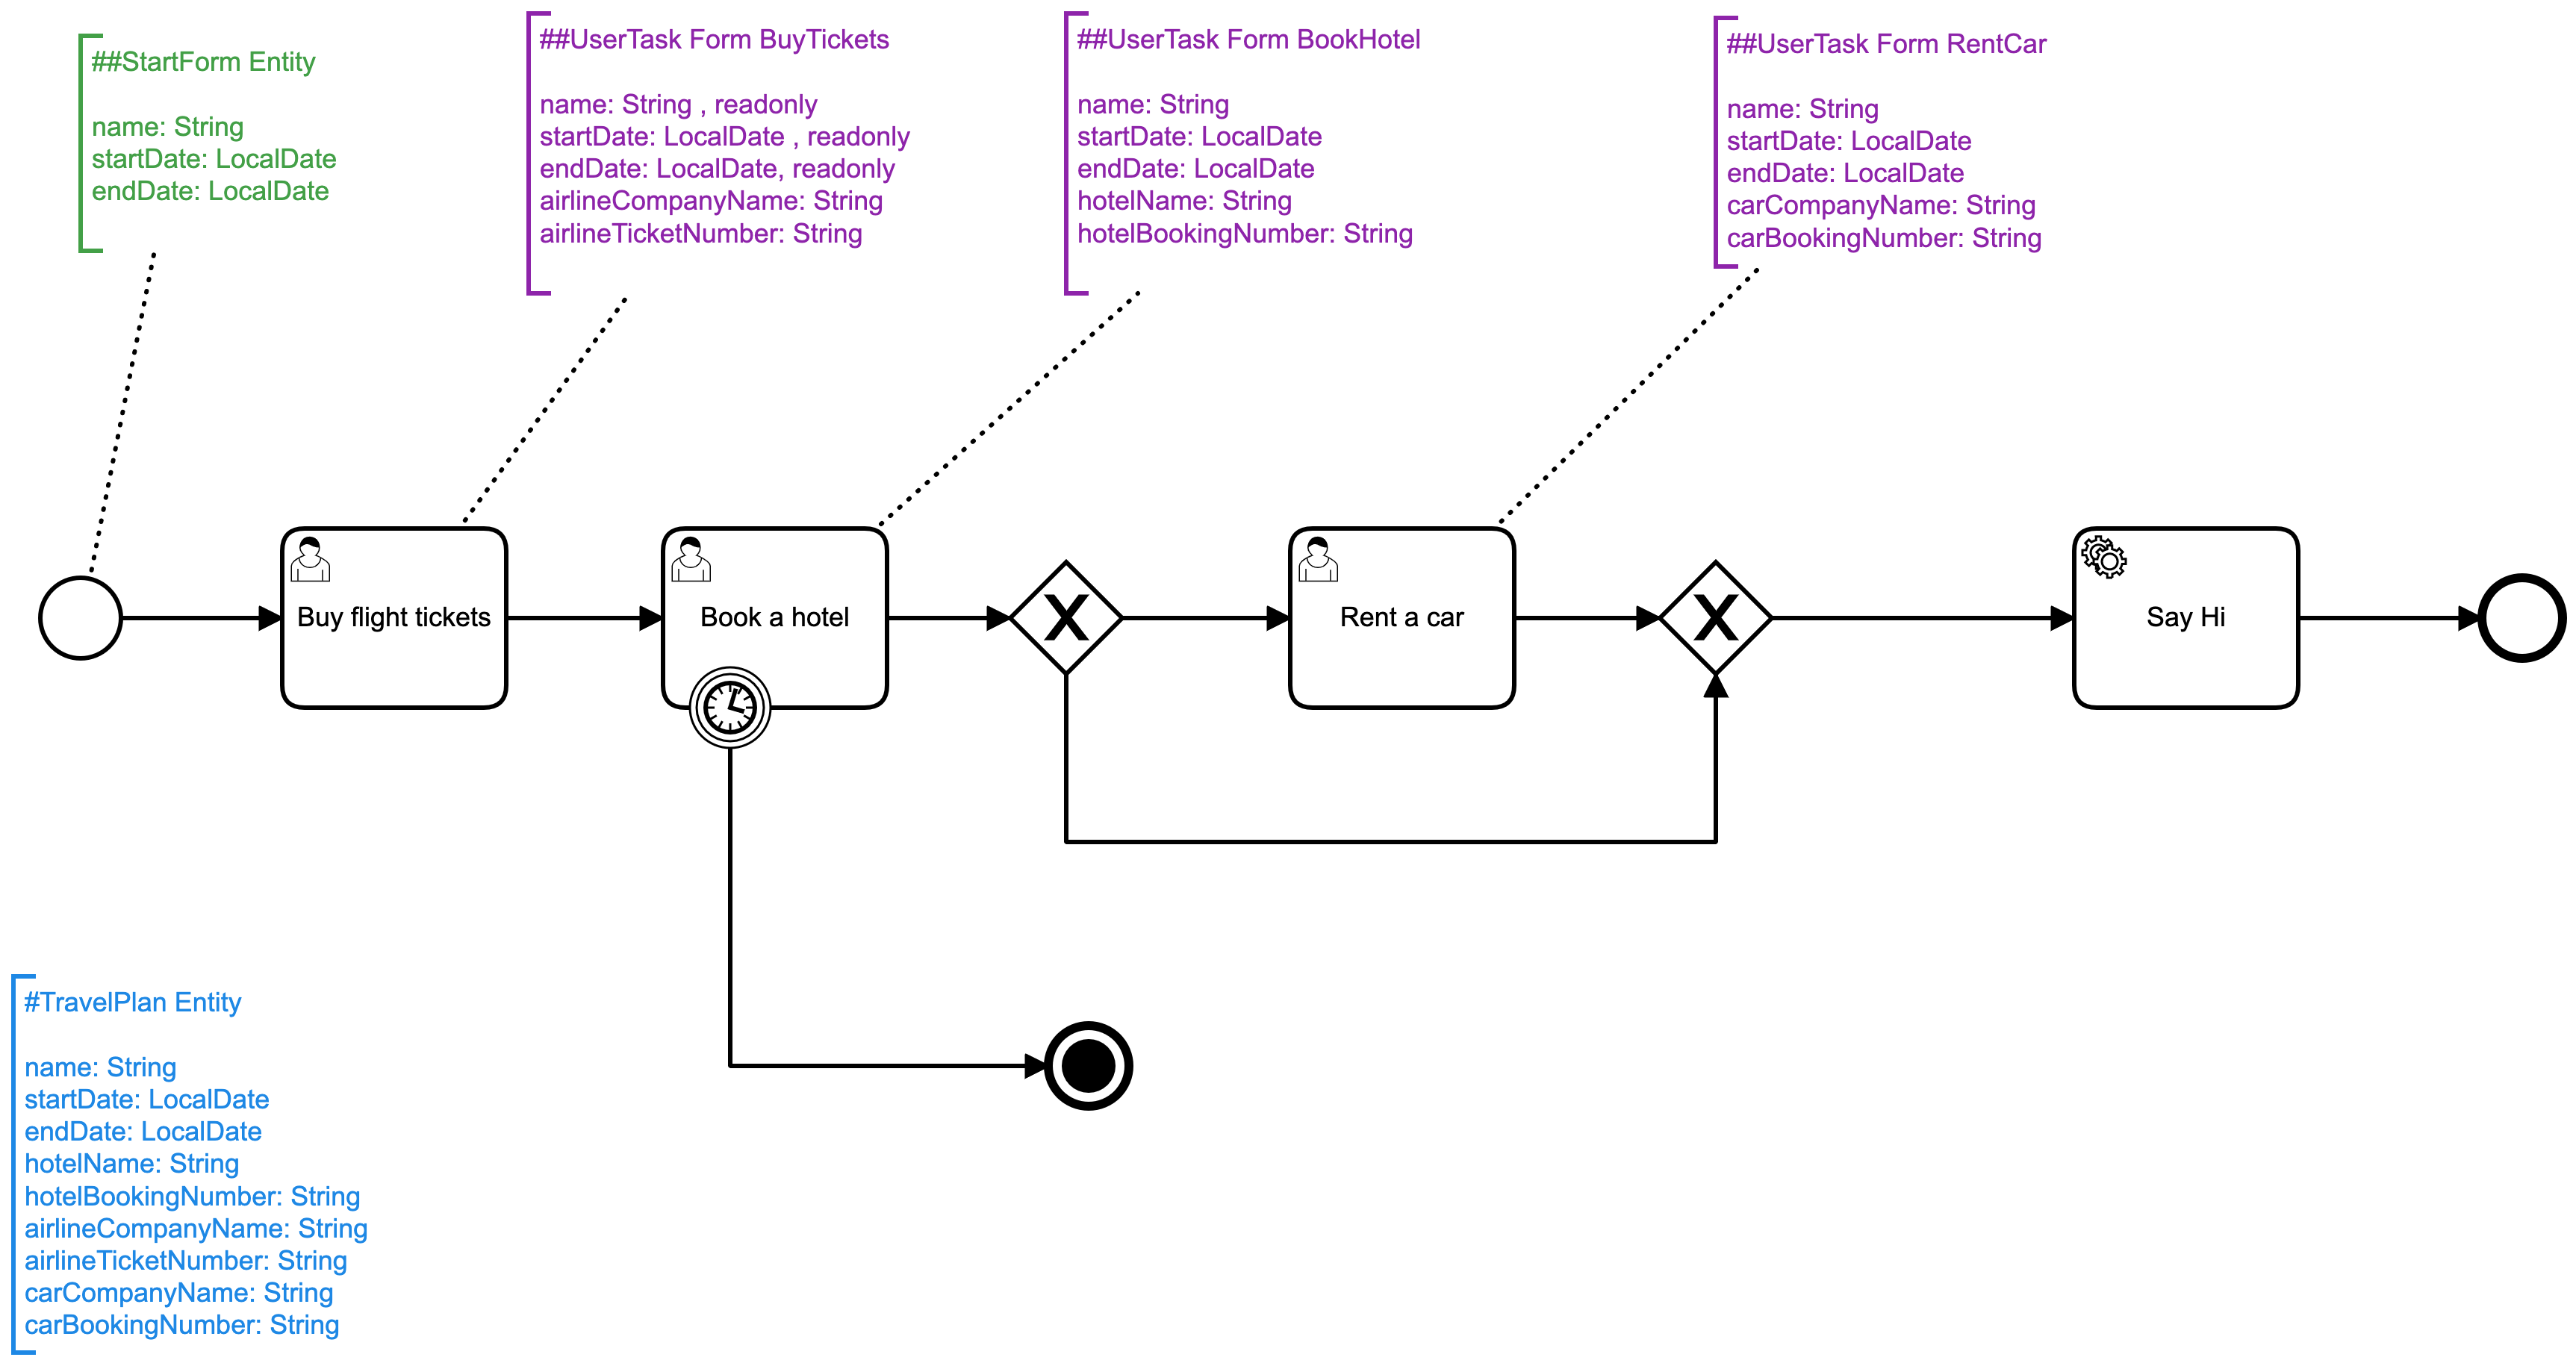 ##StartForm Entity
name: String
startDate: LocalDate
endDate: LocalDate
##UserTask Form BuyTickets
name: String , readonly
startDate: LocalDate , readonly
endDate: LocalDate, readonly
airlineCompanyName: String
airlineTicketNumber: String
##UserTask Form BookHotel
name: String
startDate: LocalDate
endDate: LocalDate
hotelName: String
hotelBookingNumber: String
##UserTask Form RentCar
name: String
startDate: LocalDate
endDate: LocalDate
carCompanyName: String
carBookingNumber: String
Buy flight tickets
Book a hotel
Rent a car
Say Hi
#TravelPlan Entity
name: String
startDate: LocalDate
endDate: LocalDate
hotelName: String
hotelBookingNumber: String
airlineCompanyName: String
airlineTicketNumber: String
carCompanyName: String
carBookingNumber: String